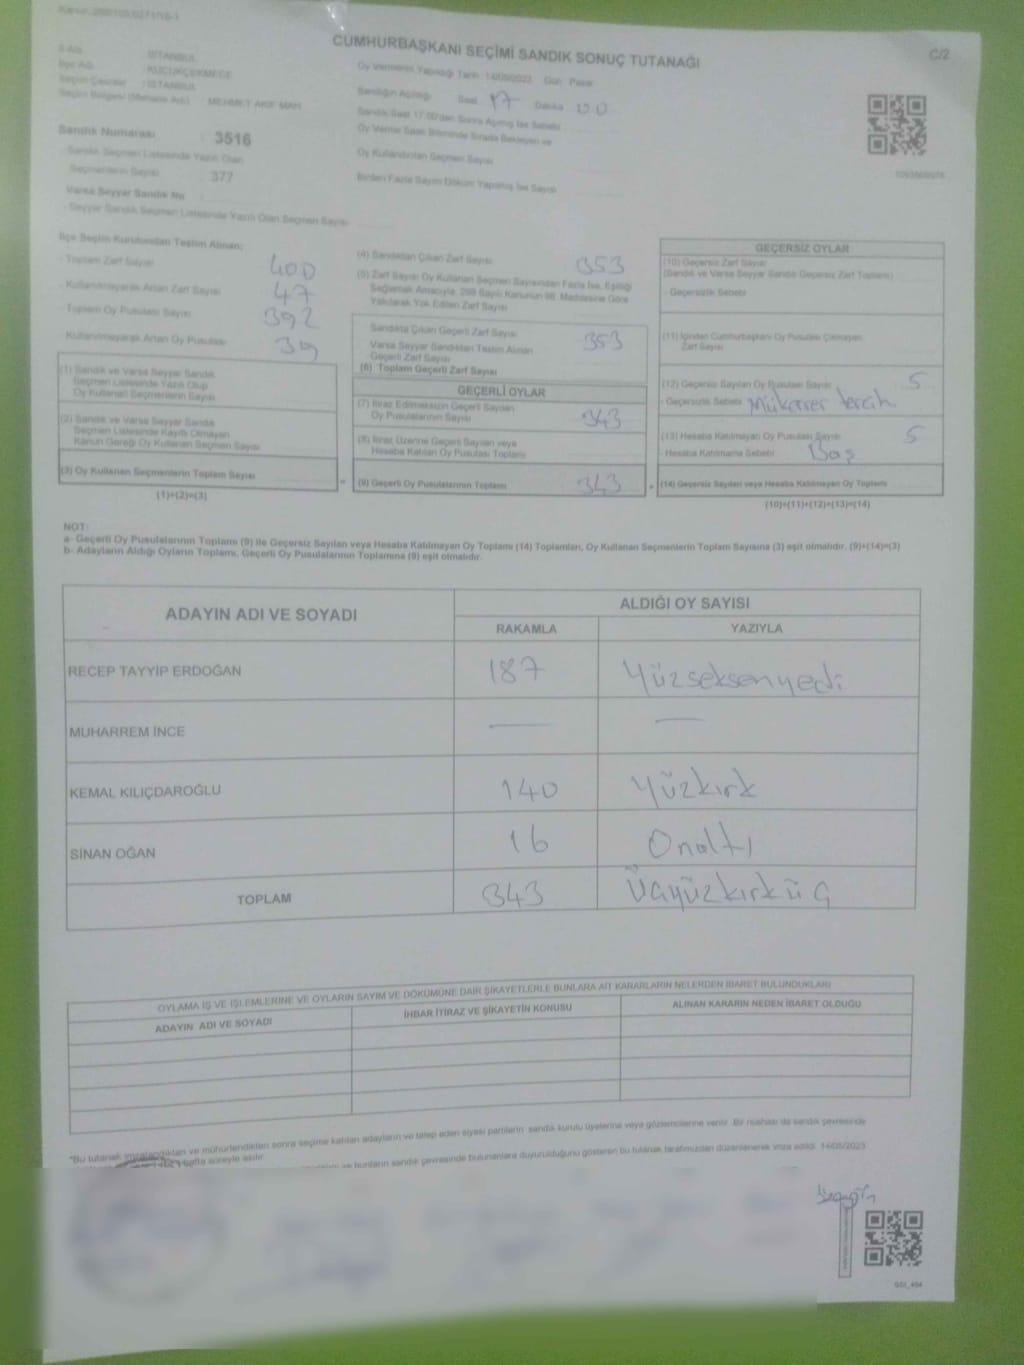 CUMHURBAŞKANI SEÇİMİ SANDIK SONUÇ TUTANAĞI
C/2
İli Adı : İSTANBUL
İlçe Adı : KÜÇÜKÇEKMECE
Seçim Çevresi : İSTANBUL
Seçim Bölgesi (Mahalle Adı) : MEHMET AKİF MAH.
Sandık Numarası : 3516
Sandık Seçmen Listesinde Yazılı Olan
Seçmenlerin Sayısı : 377
Varsa Seyyar Sandık No
- Seyyar Sandık Seçmen Listesinde Yazılı Olan Seçmen Sayısı
Oy Vermenin Yapıldığı Tarih: 14/05/2023 Gün: Pazar
Sandığın Açıldığı Saat 17 Dakika 00
Sandık Saat 17:00'den Sonra Açılmış İse Sebebi
Oy Verme Saati Bitiminde Sırada Bekleyen ve
Oy Kullandırılan Seçmen Sayısı
Birden Fazla Sayım Döküm Yapılmış İse Sayısı
İlçe Seçim Kurulundan Teslim Alınan;
- Toplam Zarf Sayısı 400
- Kullanılmayarak Artan Zarf Sayısı 47
- Toplam Oy Pusulası Sayısı 392
- Kullanılmayarak Artan Oy Pusulası 39
(1) Sandık ve Varsa Seyyar Sandık
Seçmen Listesinde Yazılı Olup
Oy Kullanan Seçmenlerin Sayısı
(2) Sandık ve Varsa Seyyar Sandık
Seçmen Listesinde Kayıtlı Olmayan
Kanun Gereği Oy Kullanan Seçmen Sayısı
(3) Oy Kullanan Seçmenlerin Toplam Sayısı
(1)+(2)=(3)
(4) Sandıktan Çıkan Zarf Sayısı 353
(5) Zarf Sayısı Oy Kullanan Seçmen Sayısından Fazla İse, Eşitliği
Sağlamak Amacıyla, 298 Sayılı Kanunun 98. Maddesine Göre
Yakılarak Yok Edilen Zarf Sayısı
Sandıkta Çıkan Geçerli Zarf Sayısı 353
Varsa Seyyar Sandıktan Teslim Alınan
Geçerli Zarf Sayısı
(6) Toplam Geçerli Zarf Sayısı
GEÇERLİ OYLAR
(7) İtiraz Edilmeksizin Geçerli Sayılan
Oy Pusulalarının Sayısı 343
(8) İtiraz Üzerine Geçerli Sayılan veya
Hesaba Katılan Oy Pusulası Toplamı
(9) Geçerli Oy Pusulalarının Toplamı 343
GEÇERSİZ OYLAR
(10) Geçersiz Zarf Sayısı
(Sandık ve Varsa Seyyar Sandık Geçersiz Zarf Toplamı)
- Geçersizlik Sebebi
(11) İçinden Cumhurbaşkanı Oy Pusulası Çıkmayan
Zarf Sayısı
(12) Geçersiz Sayılan Oy Pusulası Sayısı 5
- Geçersizlik Sebebi Mükerrer tercih
(13) Hesaba Katılmayan Oy Pusulası Sayısı 5
- Hesaba Katılmama Sebebi Boş
(14) Geçersiz Sayılan veya Hesaba Katılmayan Oy Toplamı
(10)+(11)+(12)+(13)=(14)
NOT:
a- Geçerli Oy Pusulalarının Toplamı (9) ile Geçersiz Sayılan veya Hesaba Katılmayan Oy Toplamı (14) Toplamları, Oy Kullanan Seçmenlerin Toplam Sayısına (3) eşit olmalıdır. (9)+(14)=(3)
b- Adayların Aldığı Oyların Toplamı, Geçerli Oy Pusulalarının Toplamına (9) eşit olmalıdır.
ADAYIN ADI VE SOYADI
ALDIĞI OY SAYISI
RAKAMLA YAZIYLA
RECEP TAYYİP ERDOĞAN 187 Yüzseksenyedi
MUHARREM İNCE — —
KEMAL KILIÇDAROĞLU 140 Yüzkırk
SİNAN OĞAN 16 Onaltı
TOPLAM 343 Üçyüzkırküç
OYLAMA İŞ VE İŞLEMLERİNE VE OYLARIN SAYIM VE DÖKÜMÜNE DAİR ŞİKAYETLERLE BUNLARA AİT KARARLARIN NELERDEN İBARET BULUNDUKLARI
ADAYIN ADI VE SOYADI İHBAR İTİRAZ VE ŞİKAYETİN KONUSU ALINAN KARARIN NEDEN İBARET OLDUĞU
*Bu tutanak imzalandıktan ve mühürlendikten sonra seçime katılan adayların ve talep eden siyasi partilerin sandık kurulu üyelerine veya gözlemcilerine verilir. Bir nüshası da sandık çevresinde
hafta süreyle asılır.
ve bunların sandık çevresinde bulunanlara duyurulduğunu gösteren bu tutanak tarafımızdan düzenlenerek imza edildi. 14/05/2023